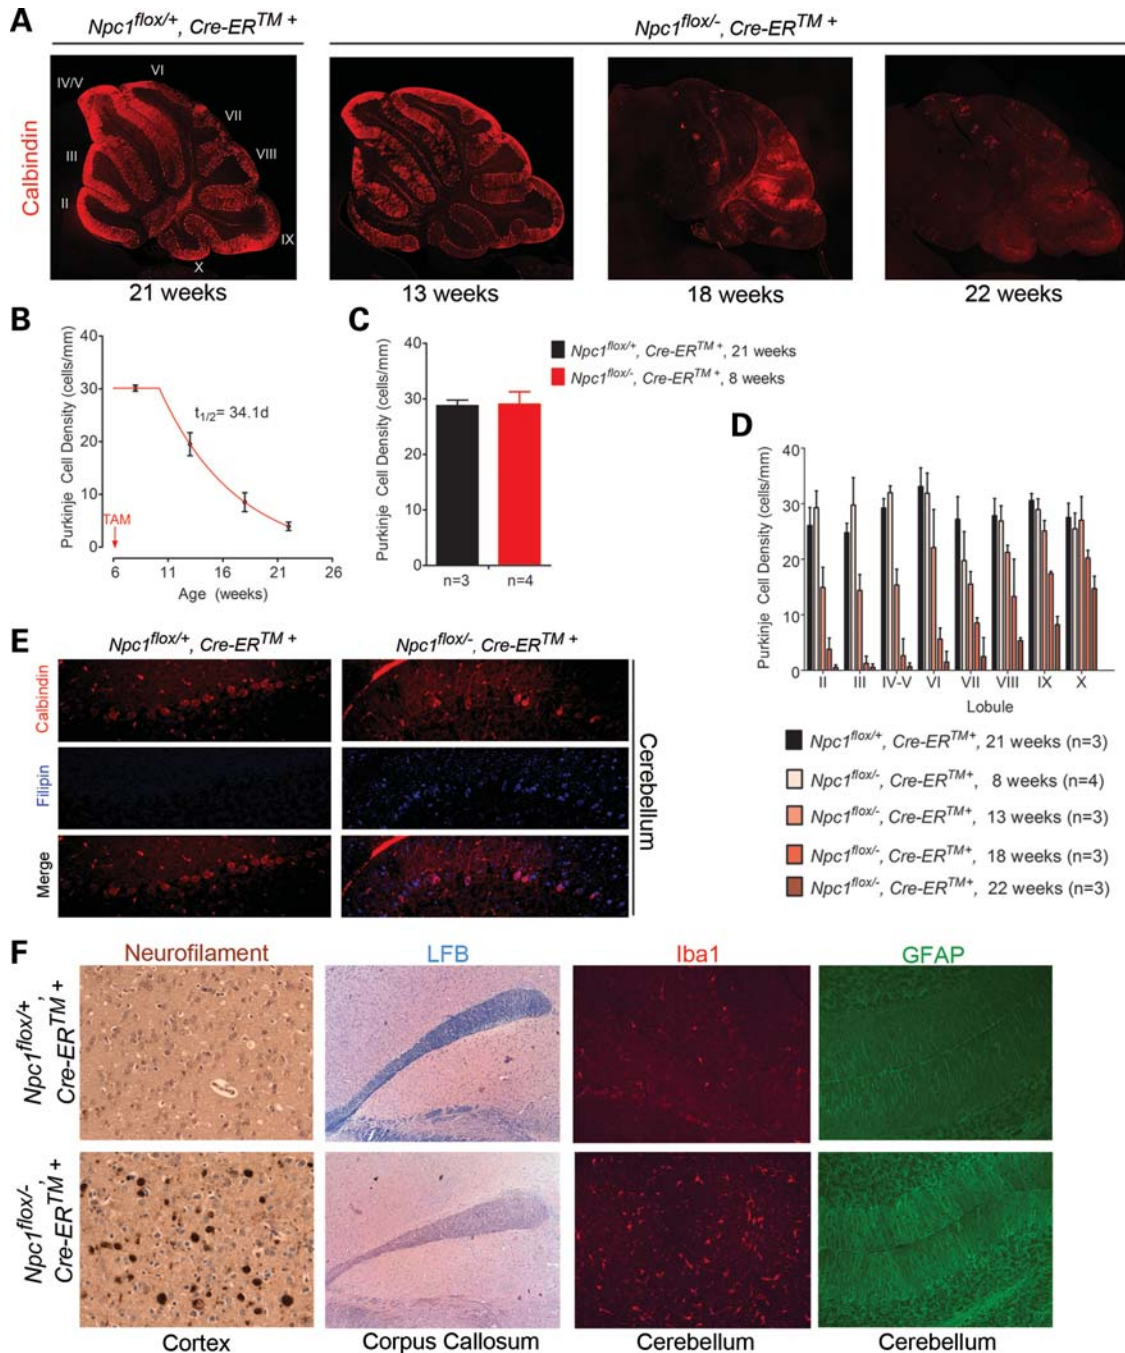 A
Npc1flox/+, Cre-ERTM +
Npc1flox/-, Cre-ERTM +
Calbindin
IV/V
VI
VII
III
VIII
II
IX
X
21 weeks
13 weeks
18 weeks
22 weeks
B
Purkinje Cell Density (cells/mm)
40
30
20
10
0
t1/2= 34.1d
TAM
6 11 16 22 26
Age (weeks)
C
Purkinje Cell Density (cells/mm)
40
30
20
10
0
n=3 n=4
Npc1flox/+, Cre-ERTM +, 21 weeks
Npc1flox/-, Cre-ERTM +, 8 weeks
D
Purkinje Cell Density (cells/mm)
40
30
20
10
0
II III IV-V VI VII VIII IX X
Lobule
Npc1flox/+, Cre-ERTM+, 21 weeks (n=3)
Npc1flox/-, Cre-ERTM+, 8 weeks (n=4)
Npc1flox/-, Cre-ERTM+, 13 weeks (n=3)
Npc1flox/-, Cre-ERTM+, 18 weeks (n=3)
Npc1flox/-, Cre-ERTM+, 22 weeks (n=3)
E
Npc1flox/+, Cre-ERTM +
Npc1flox/-, Cre-ERTM +
Calbindin
Filipin
Merge
Cerebellum
F
Neurofilament
LFB
Iba1
GFAP
Npc1flox/+,
Cre-ERTM +
Npc1flox/-,
Cre-ERTM +
Cortex
Corpus Callosum
Cerebellum
Cerebellum